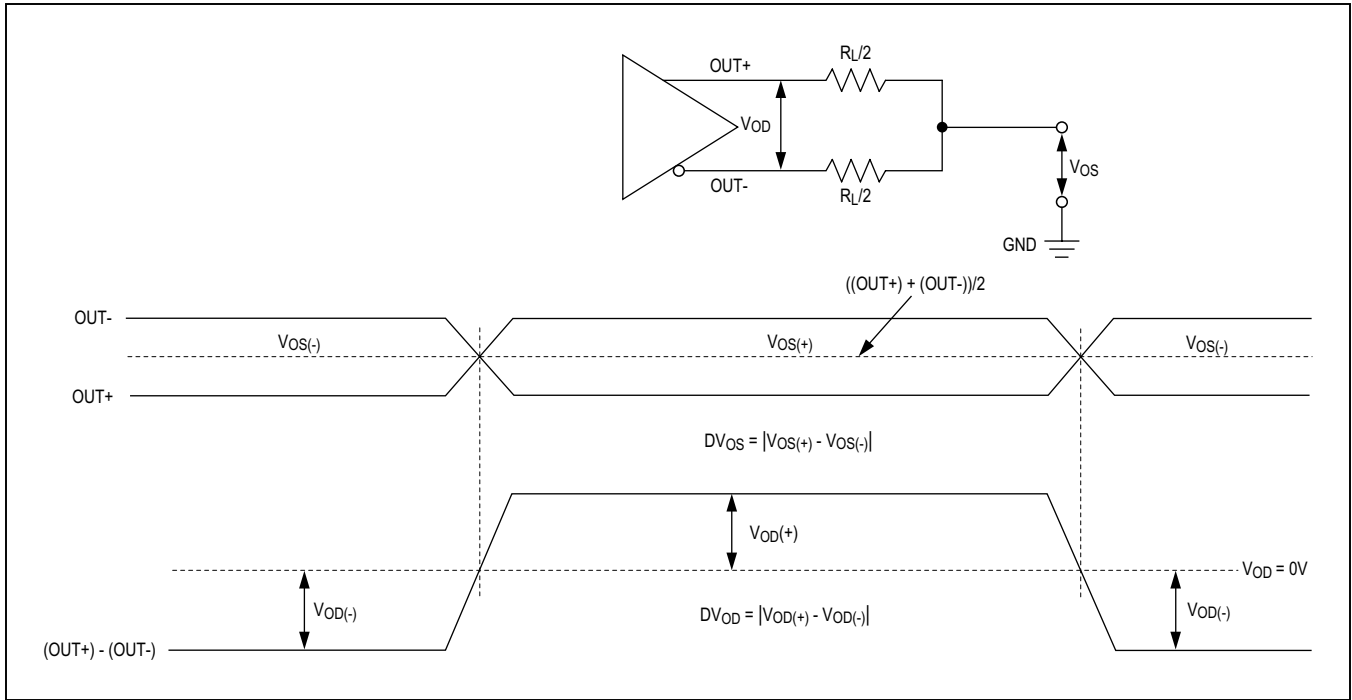 OUT+
RL/2
VOD
OUT-
RL/2
VOS
GND
((OUT+) + (OUT-))/2
OUT-
VOS(-)
VOS(+)
VOS(-)
OUT+
DVOS = |VOS(+) - VOS(-)|
VOD(+)
VOD = 0V
VOD(-)
DVOD = |VOD(+) - VOD(-)|
VOD(-)
(OUT+) - (OUT-)